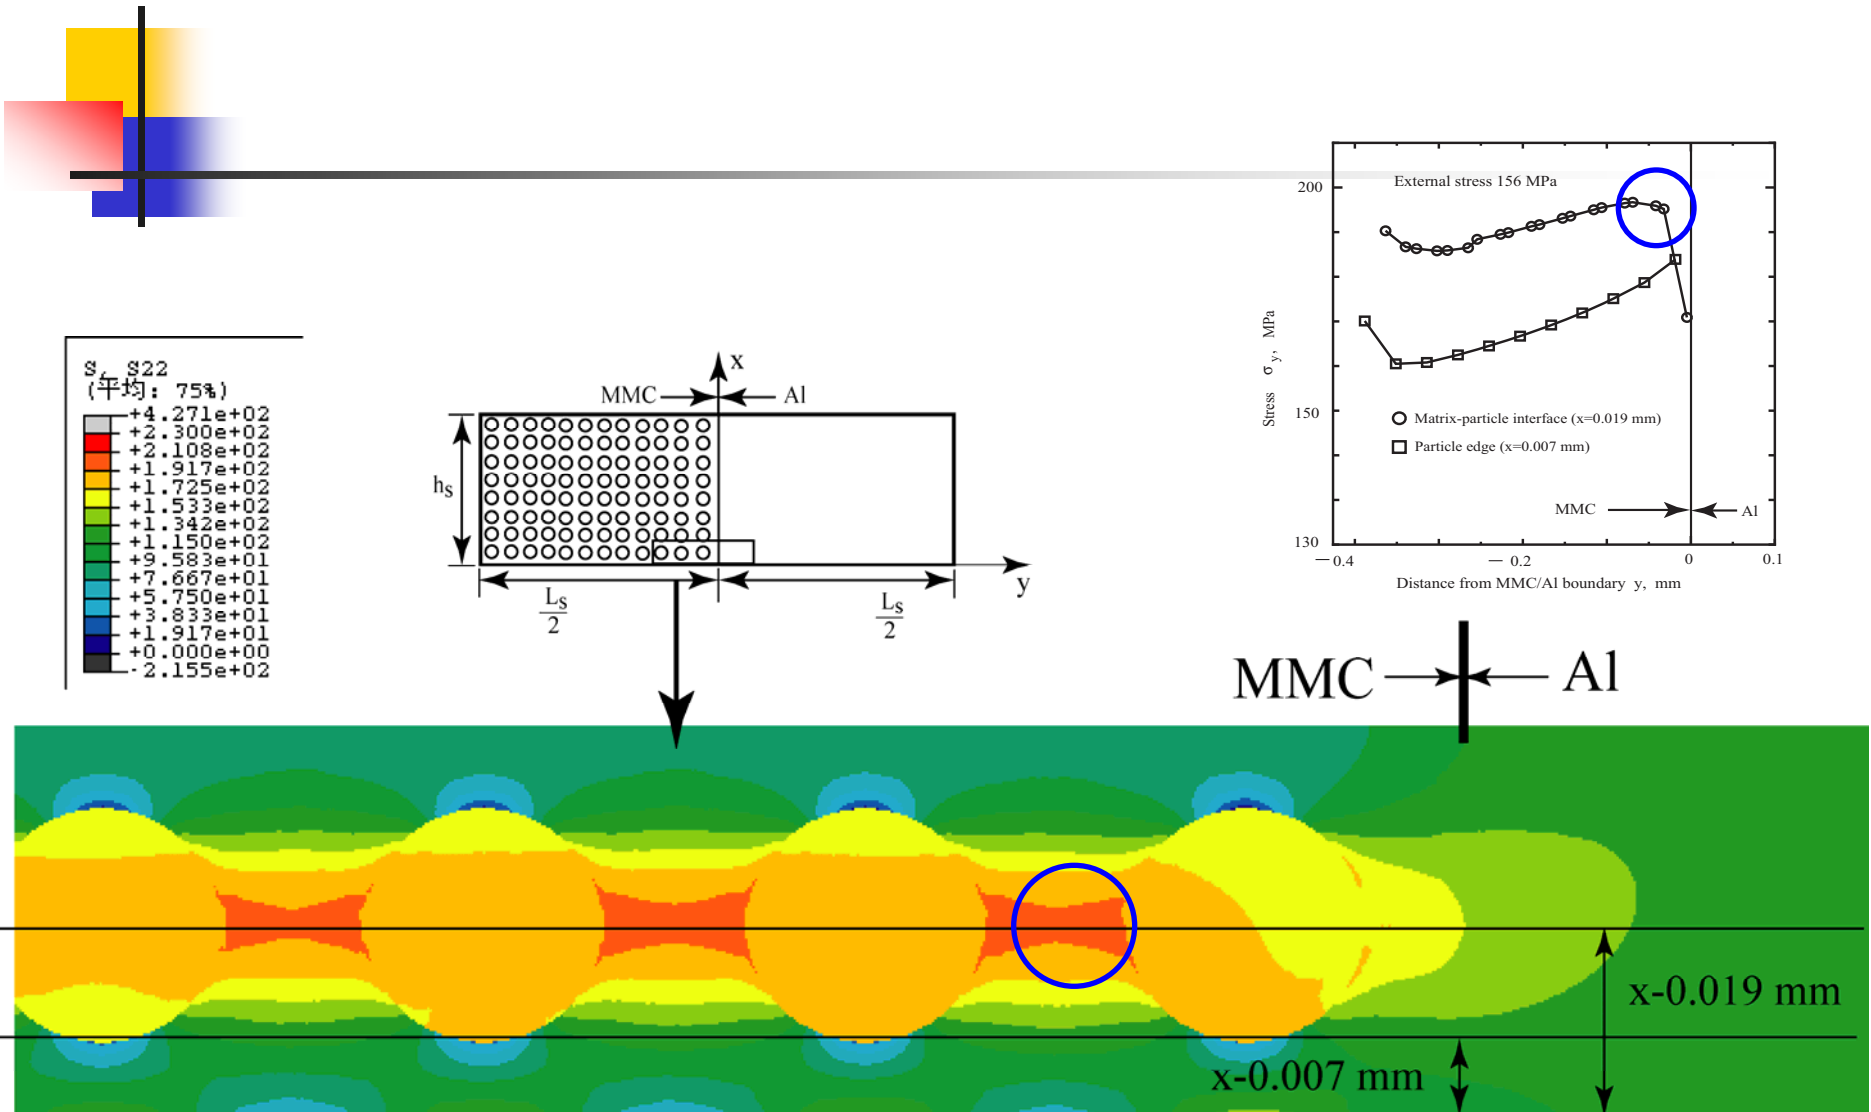 External stress 156 MPa
200
150
130
Stress σy, MPa
Matrix-particle interface (x=0.019 mm)
Particle edge (x=0.007 mm)
MMC
Al
−0.4
−0.2
0
0.1
Distance from MMC/Al boundary y, mm
S, S22
(平均: 75%)
+4.271e+02
+2.300e+02
+2.108e+02
+1.917e+02
+1.725e+02
+1.533e+02
+1.342e+02
+1.150e+02
+9.583e+01
+7.667e+01
+5.750e+01
+3.833e+01
+1.917e+01
+0.000e+00
-2.155e+02
x
MMC
Al
hs
y
Ls
2
Ls
2
MMC
Al
x-0.019 mm
x-0.007 mm